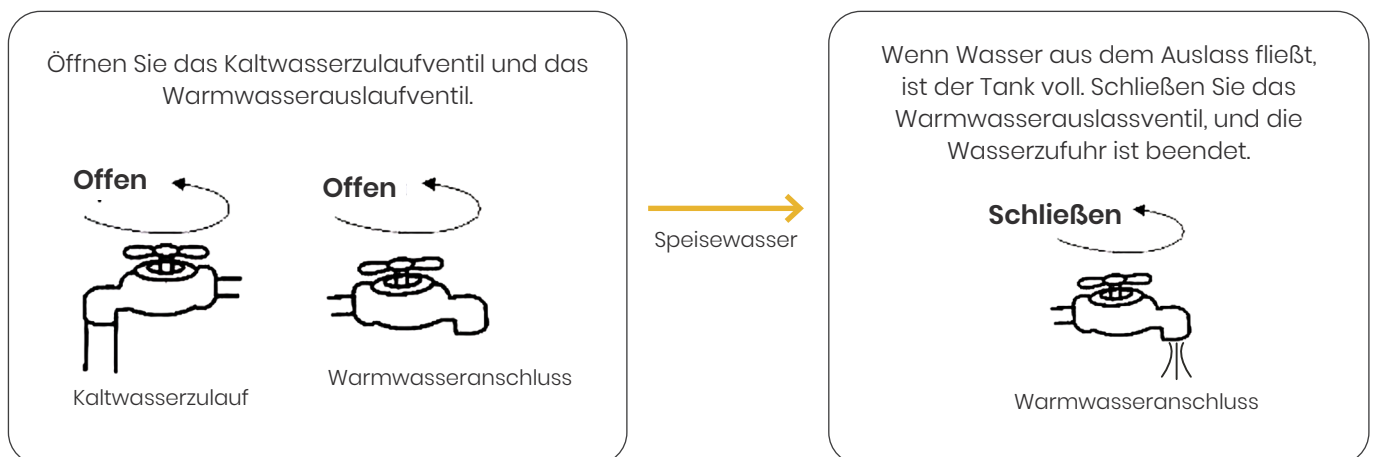 Öffnen Sie das Kaltwasserzulaufventil und das
Warmwasserauslaufventil.
Offen
Offen
Kaltwasserzulauf
Warmwasseranschluss
Speisewasser
Wenn Wasser aus dem Auslass fließt,
ist der Tank voll. Schließen Sie das
Warmwasserauslassventil, und die
Wasserzufuhr ist beendet.
Schließen
Warmwasseranschluss